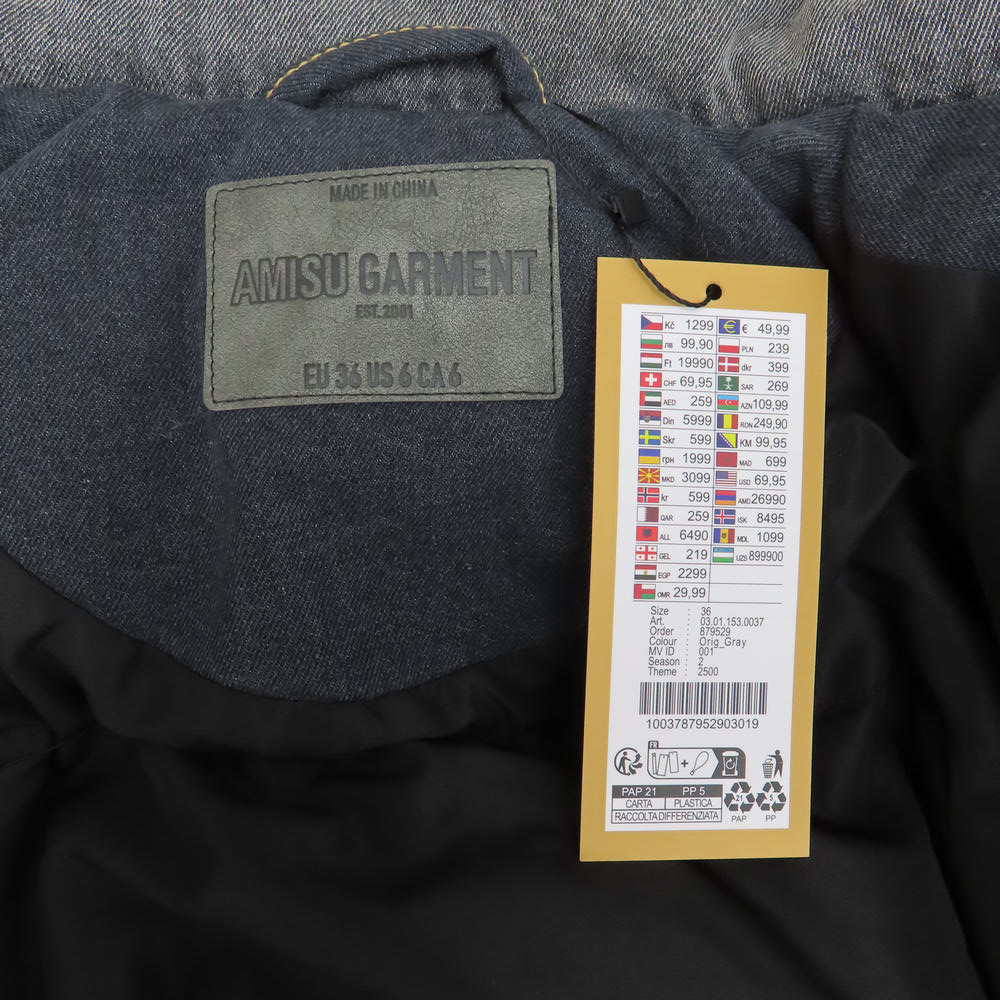 MADE IN CHINA
AMISU GARMENT
EST. 2001
EU 36 US 6 CA 6
Kč 1299 € € 49,99
лв 99,90 PLN 239
Ft 19990 dkr 399
CHF 69,95 SAR 269
AED 259 AZN 109,99
Din 5999 RON 249,90
Skr 599 KM 99,95
грн 1999 MAD 699
MKD 3099 USD 69,95
kr 599 AMD 26990
QAR 259 ISK 8495
ALL 6490 MDL 1099
GEL 219 UZS 899900
EGP 2299
OMR 29,99
Size : 36
Art. : 03.01.153.0037
Order : 879529
Colour : Orig_Gray
MV ID : 001
Season : 2
Theme : 2500
1003787952903019
FR
+
PAP 21 PP 5
CARTA PLASTICA
RACCOLTA DIFFERENZIATA
21 5
PAP PP